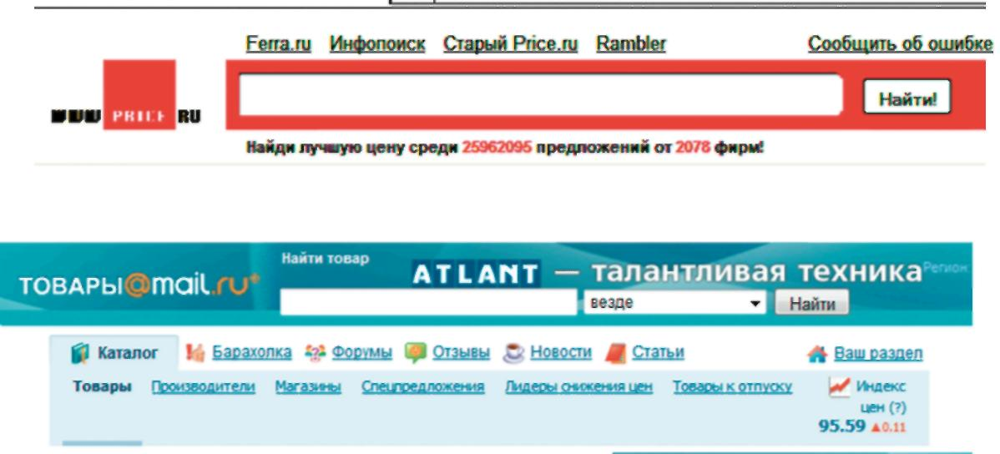 Ferra.ru Инфопоиск Старый Price.ru Rambler Сообщить об ошибке
WWW PRICE RU
Найти!
Найди лучшую цену среди 25962095 предложений от 2078 фирм!
Найти товар
ATLANT — талантливая техника Регион:
товары@mail.ru
везде Найти
Каталог Барахолка Форумы Отзывы Новости Статьи Ваш раздел
Товары Производители Магазины Спецпредложения Лидеры снижения цен Товары к отпуску Индекс
цен (?)
95.59 ▲0.11